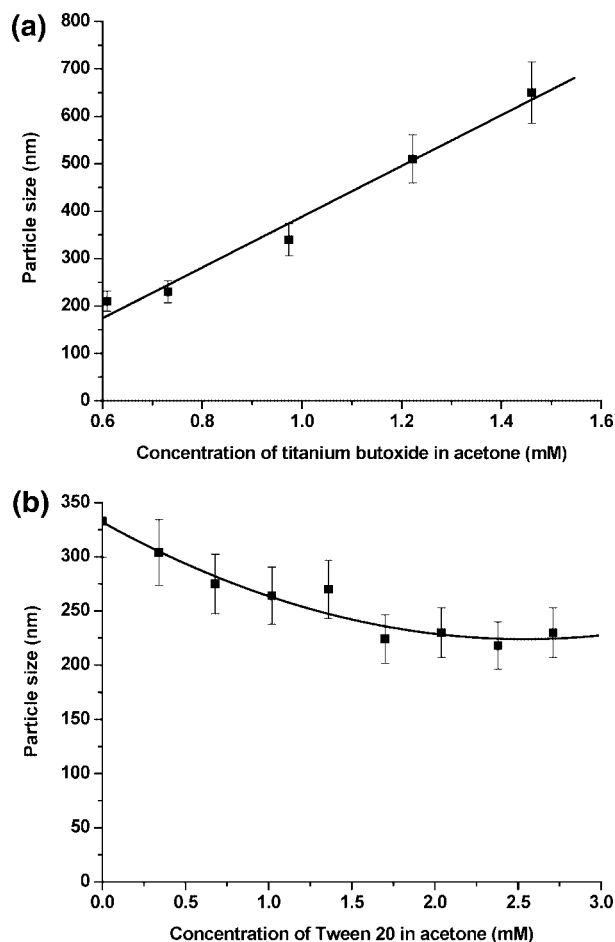 (a)
800
700
600
500
400
300
200
100
0
Particle size (nm)
0.6 0.8 1.0 1.2 1.4 1.6
Concentration of titanium butoxide in acetone (mM)
(b)
350
300
250
200
150
100
50
0
Particle size (nm)
0.0 0.5 1.0 1.5 2.0 2.5 3.0
Concentration of Tween 20 in acetone (mM)